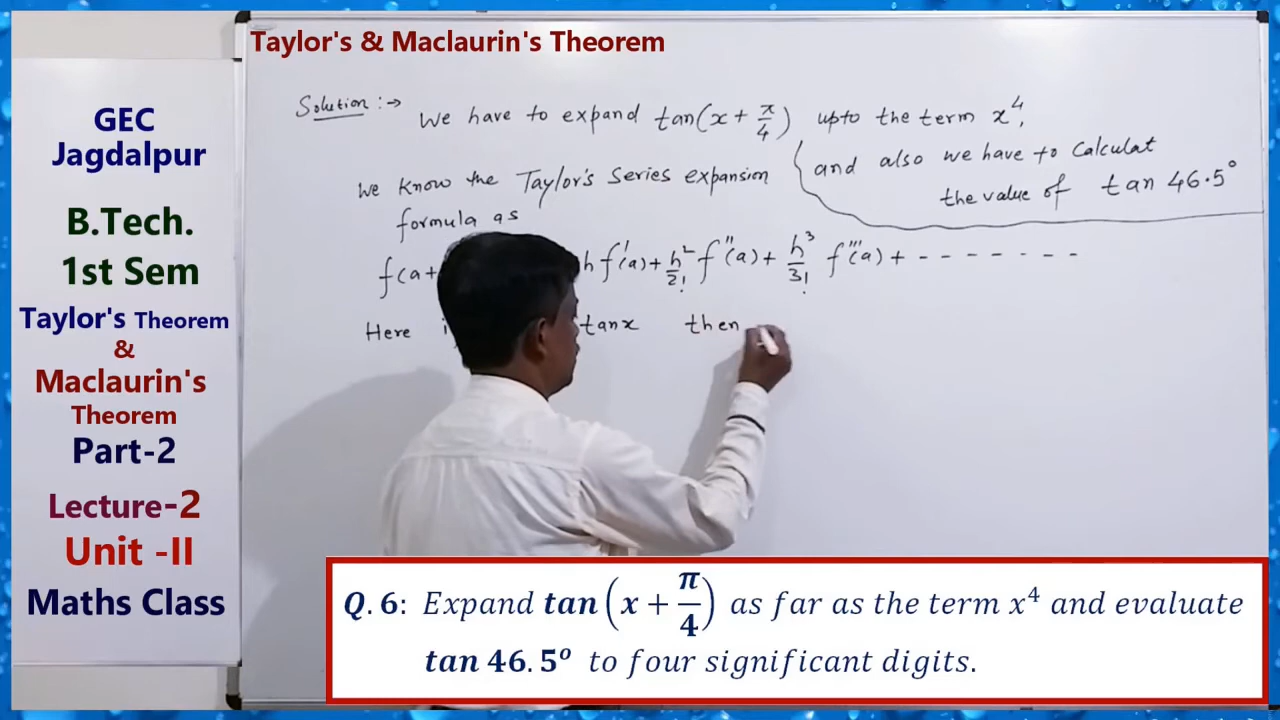 Taylor's & Maclaurin's Theorem
GEC
Jagdalpur
B.Tech.
1st Sem
Taylor's Theorem
&
Maclaurin's
Theorem
Part-2
Lecture-2
Unit -II
Maths Class
Solution :→ We have to expand tan(x + π/4) upto the term x⁴,
and also we have to Calculat
the value of tan 46.5°
We know the Taylor's Series expansion
formula as
f(a+ h f'(a) + h²/2! f''(a) + h³/3! f'''(a) + - - - - - - -
Here tanx then
Q.6: Expand tan(x + π/4) as far as the term x⁴ and evaluate
tan 46.5° to four significant digits.